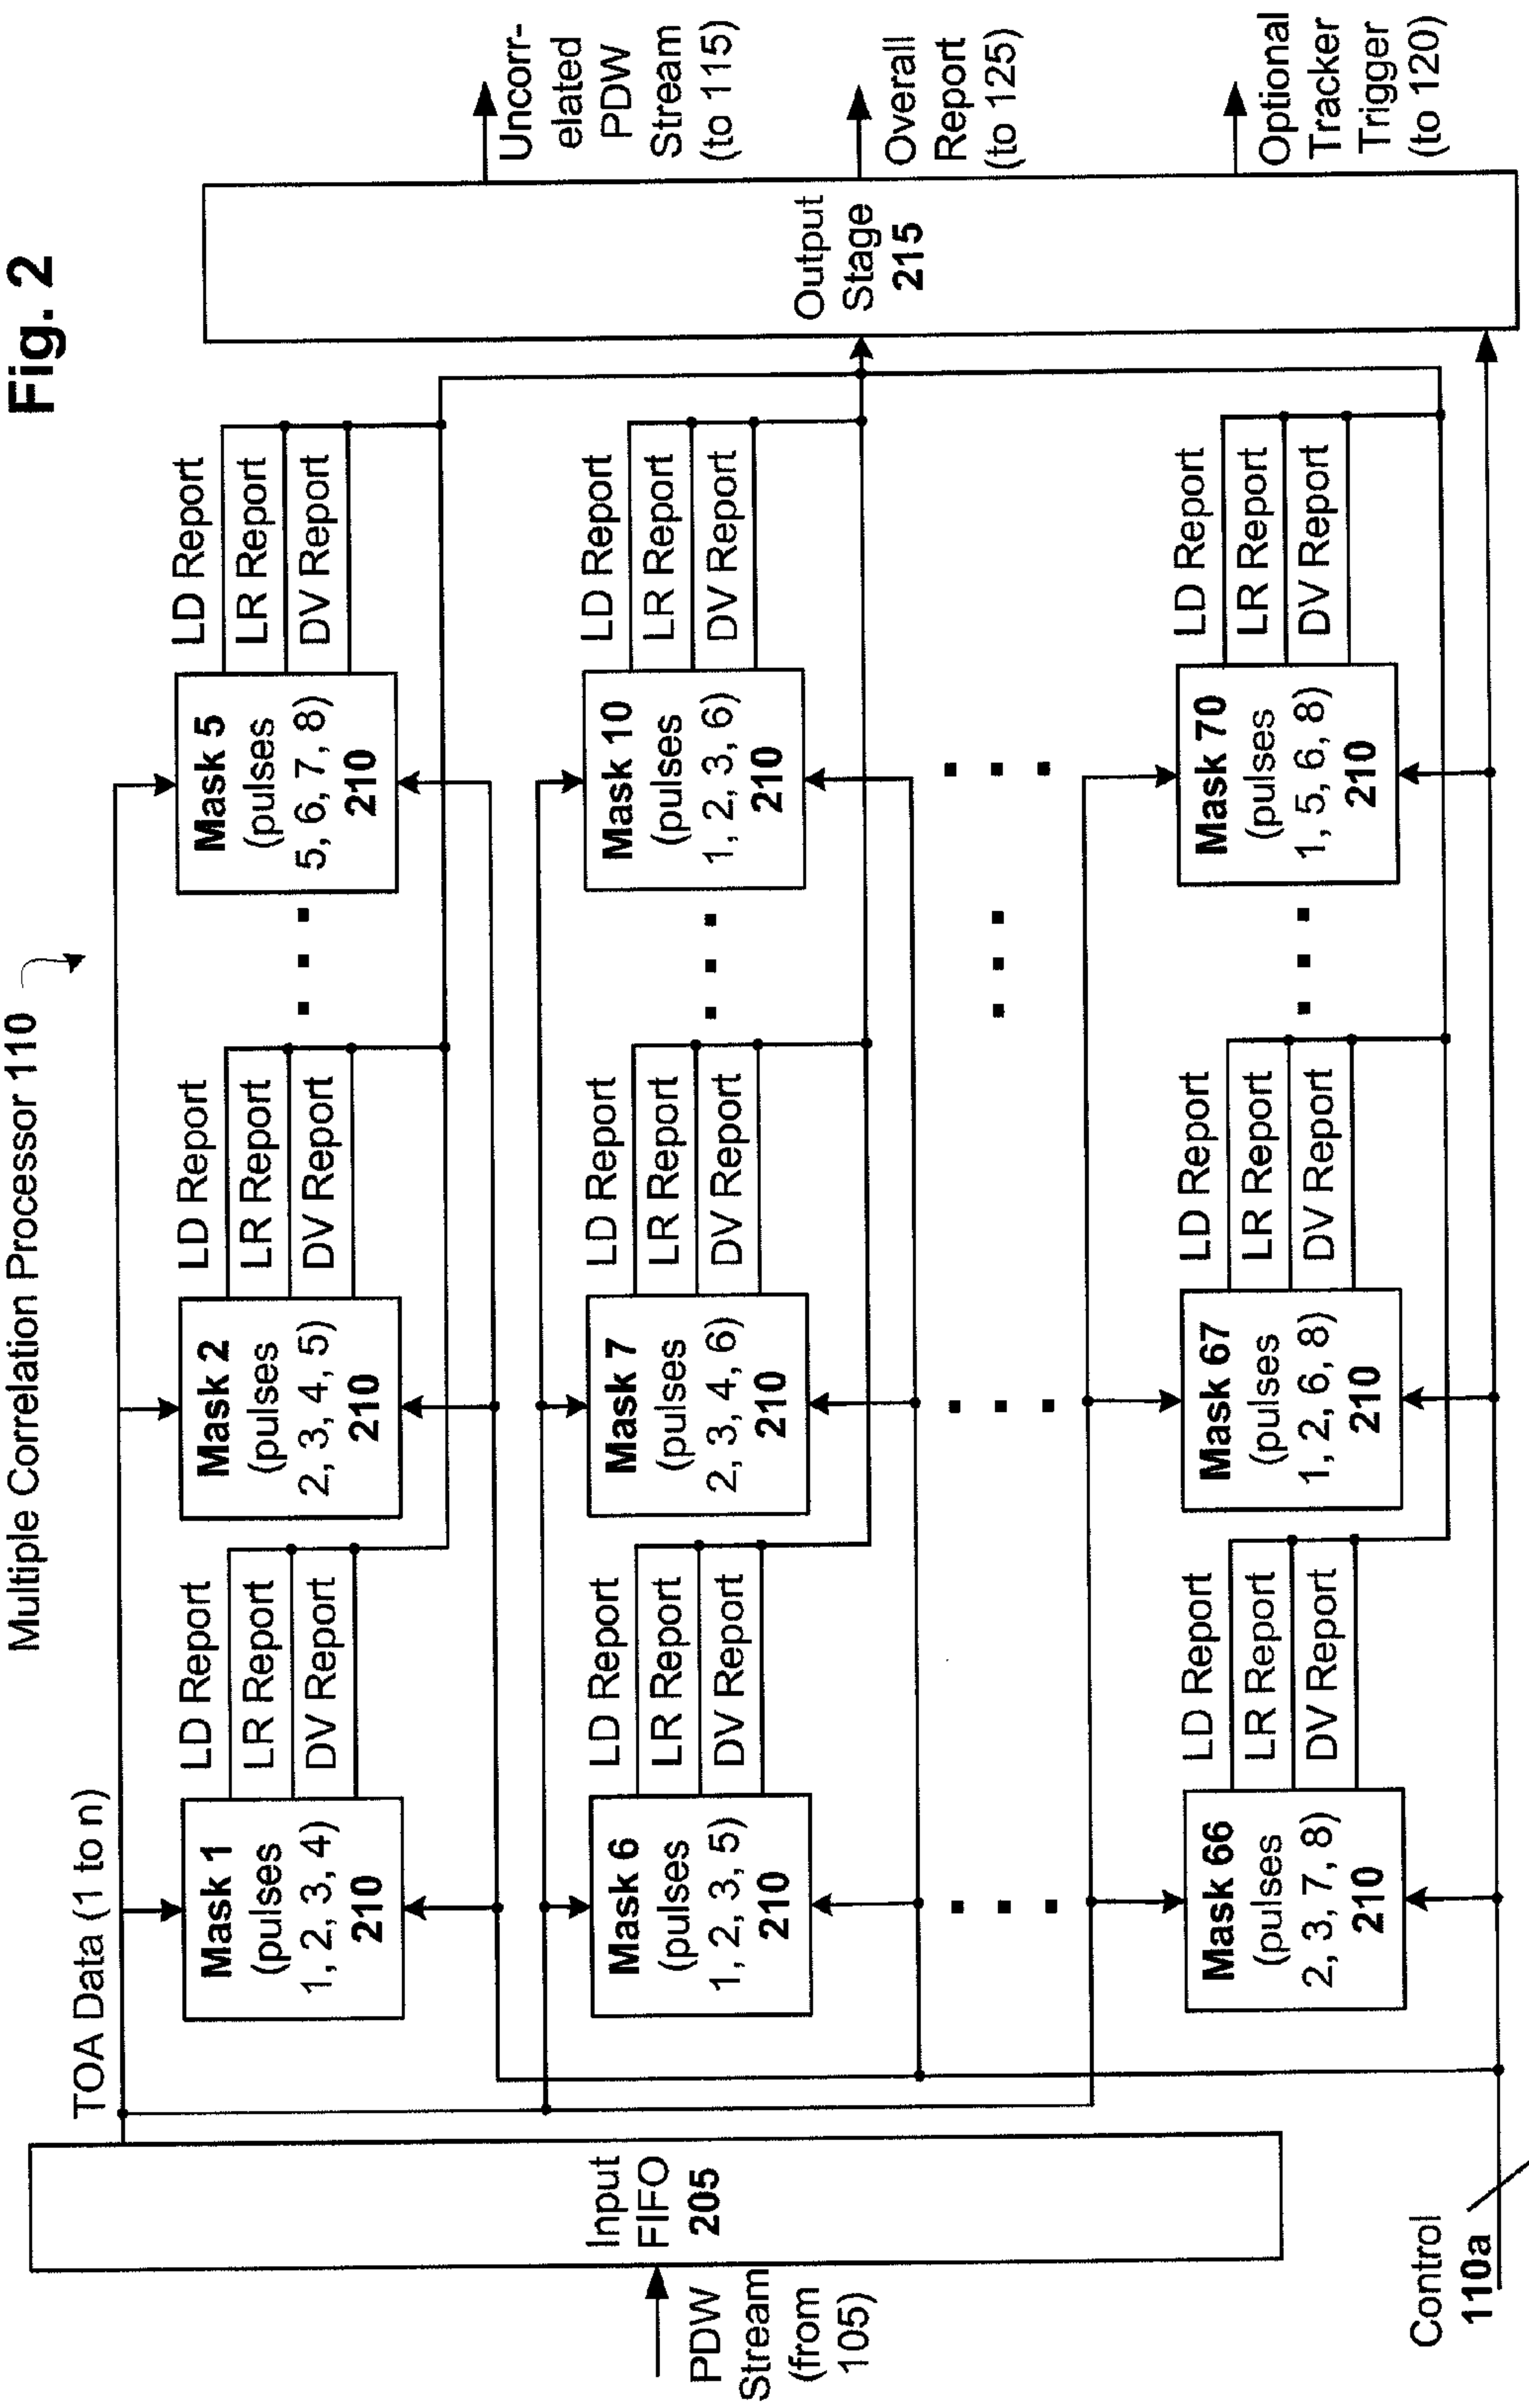 Fig. 2
Multiple Correlation Processor 110
TOA Data (1 to n)
PDW
Stream
(from
105)
Input
FIFO
205
Control
110a
Mask 1
(pulses
1, 2, 3, 4)
210
LD Report
LR Report
DV Report
Mask 2
(pulses
2, 3, 4, 5)
210
LD Report
LR Report
DV Report
Mask 5
(pulses
5, 6, 7, 8)
210
LD Report
LR Report
DV Report
Mask 6
(pulses
1, 2, 3, 5)
210
LD Report
LR Report
DV Report
Mask 7
(pulses
2, 3, 4, 6)
210
LD Report
LR Report
DV Report
Mask 10
(pulses
1, 2, 3, 6)
210
LD Report
LR Report
DV Report
Mask 66
(pulses
2, 3, 7, 8)
210
LD Report
LR Report
DV Report
Mask 67
(pulses
1, 2, 6, 8)
210
LD Report
LR Report
DV Report
Mask 70
(pulses
1, 5, 6, 8)
210
LD Report
LR Report
DV Report
Output
Stage
215
Uncorr-
elated
PDW
Stream
(to 115)
Overall
Report
(to 125)
Optional
Tracker
Trigger
(to 120)